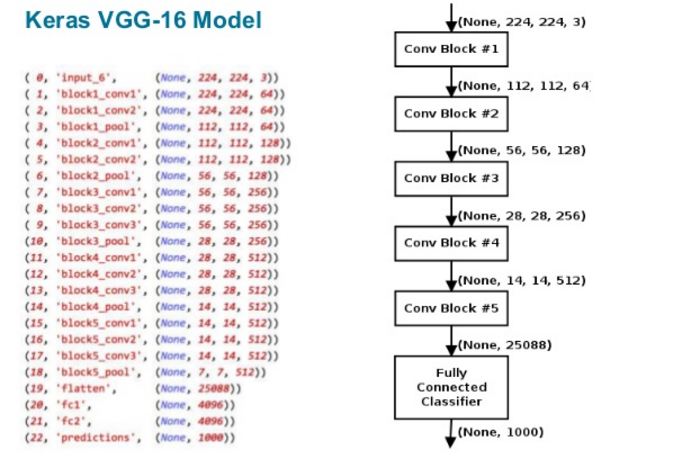 Keras VGG-16 Model
( 0, 'input_6', (None, 224, 224, 3))
( 1, 'block1_conv1', (None, 224, 224, 64))
( 2, 'block1_conv2', (None, 224, 224, 64))
( 3, 'block1_pool', (None, 112, 112, 64))
( 4, 'block2_conv1', (None, 112, 112, 128))
( 5, 'block2_conv2', (None, 112, 112, 128))
( 6, 'block2_pool', (None, 56, 56, 128))
( 7, 'block3_conv1', (None, 56, 56, 256))
( 8, 'block3_conv2', (None, 56, 56, 256))
( 9, 'block3_conv3', (None, 56, 56, 256))
(10, 'block3_pool', (None, 28, 28, 256))
(11, 'block4_conv1', (None, 28, 28, 512))
(12, 'block4_conv2', (None, 28, 28, 512))
(13, 'block4_conv3', (None, 28, 28, 512))
(14, 'block4_pool', (None, 14, 14, 512))
(15, 'block5_conv1', (None, 14, 14, 512))
(16, 'block5_conv2', (None, 14, 14, 512))
(17, 'block5_conv3', (None, 14, 14, 512))
(18, 'block5_pool', (None, 7, 7, 512))
(19, 'flatten', (None, 25088))
(20, 'fc1', (None, 4096))
(21, 'fc2', (None, 4096))
(22, 'predictions', (None, 1000))
(None, 224, 224, 3)
Conv Block #1
(None, 112, 112, 64)
Conv Block #2
(None, 56, 56, 128)
Conv Block #3
(None, 28, 28, 256)
Conv Block #4
(None, 14, 14, 512)
Conv Block #5
(None, 25088)
Fully
Connected
Classifier
(None, 1000)